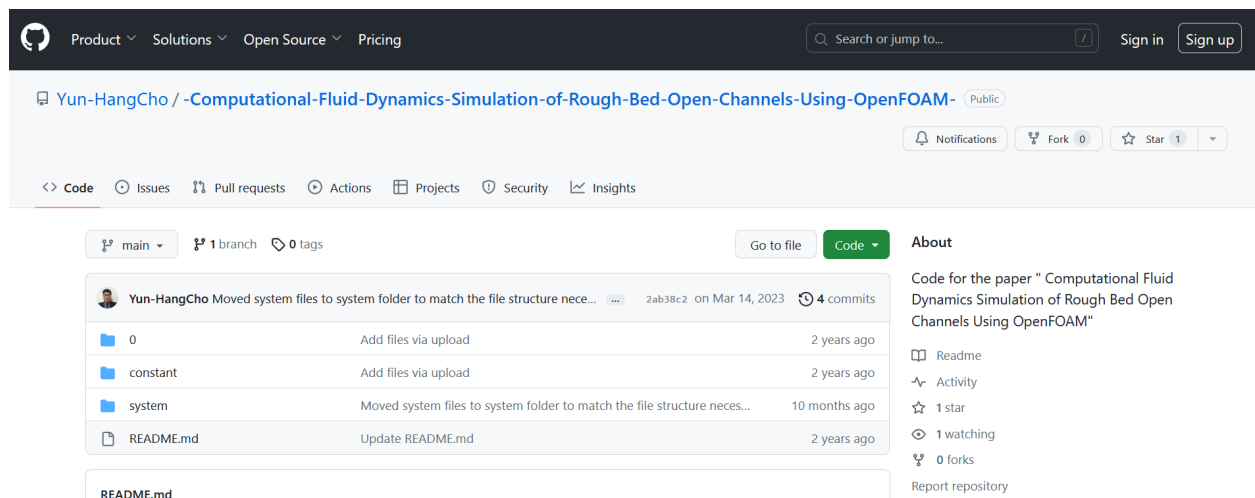 Product Solutions Open Source Pricing Search or jump to... / Sign in Sign up
Yun-HangCho / -Computational-Fluid-Dynamics-Simulation-of-Rough-Bed-Open-Channels-Using-OpenFOAM- Public
Notifications Fork 0 Star 1
Code Issues Pull requests Actions Projects Security Insights
main 1 branch 0 tags Go to file Code
Yun-HangCho Moved system files to system folder to match the file structure nece... ... 2ab38c2 on Mar 14, 2023 4 commits
0 Add files via upload 2 years ago
constant Add files via upload 2 years ago
system Moved system files to system folder to match the file structure neces... 10 months ago
README.md Update README.md 2 years ago
README.md
About
Code for the paper " Computational Fluid
Dynamics Simulation of Rough Bed Open
Channels Using OpenFOAM"
Readme
Activity
1 star
1 watching
0 forks
Report repository